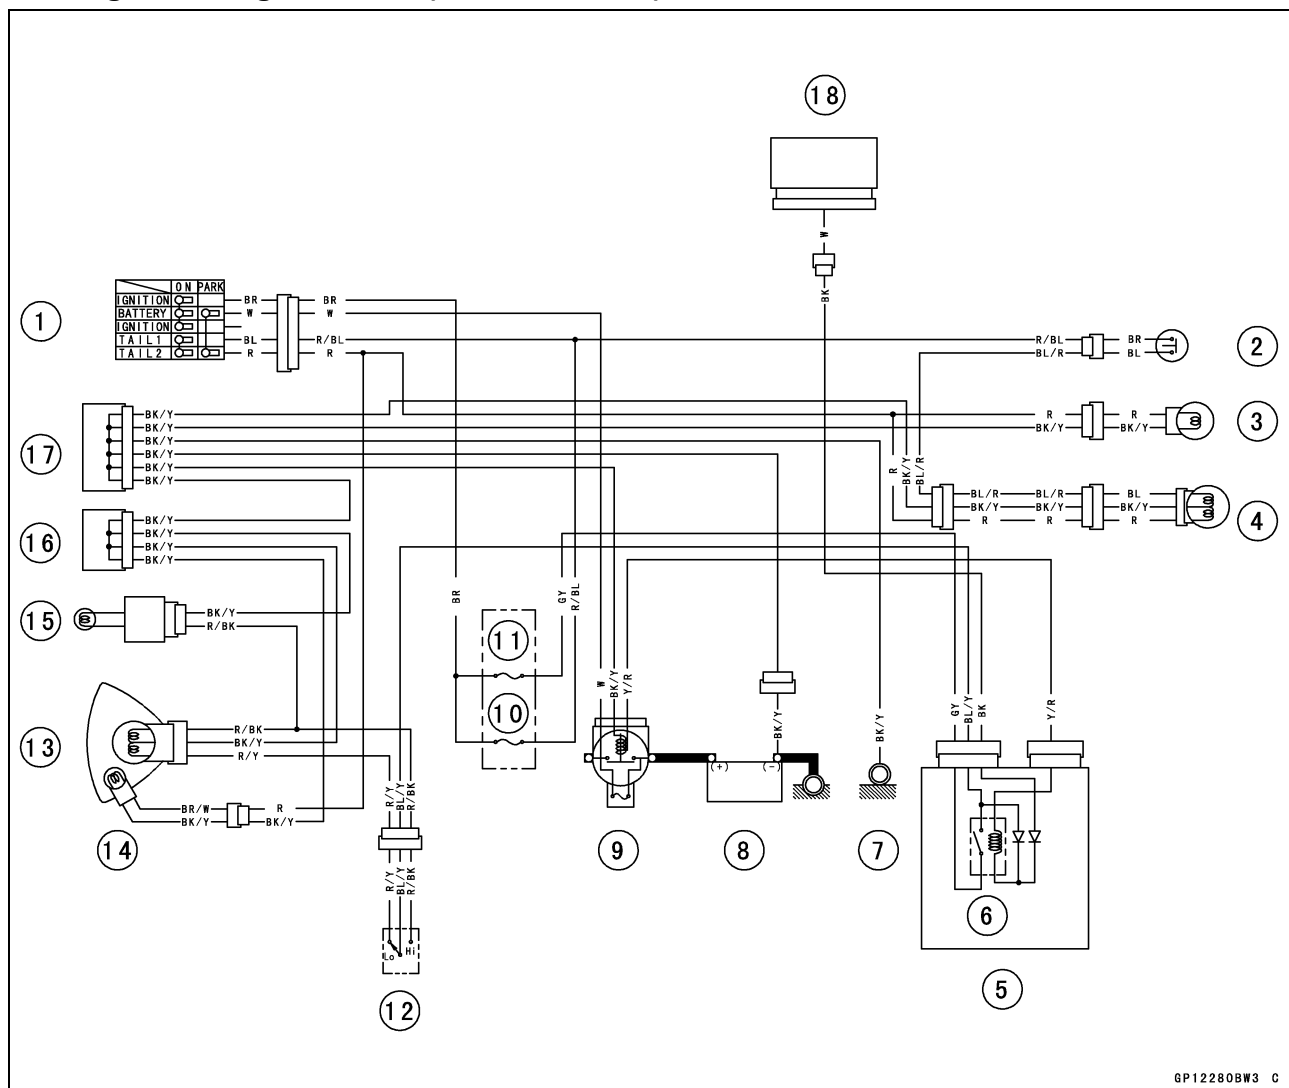 18
W
BK
ON PARK
IGNITION
BATTERY
IGNITION
TAIL1
TAIL2
BR BR
W W
BL R/BL
R R
1
R/BL BR
BL/R BL
2
BK/Y
BK/Y
BK/Y
BK/Y
BK/Y
BK/Y
17
R R
BK/Y BK/Y
3
R
BK/Y
BL/R
BL/R BL/R BL
BK/Y BK/Y BK/Y
R R R
4
BK/Y
BK/Y
BK/Y
BK/Y
16
BR
GY
R/BL
BK/Y
R/BK
15
11
10
W
BK/Y
Y/R
BK/Y
BK/Y
GY
BL/Y
BK
Y/R
R/BK
BK/Y
R/Y
13
(+) (-)
BR/W R
BK/Y BK/Y
R/Y
BL/Y
R/BK
14
9
8
7
R/Y
BL/Y
R/BK
6
Lo Hi
12
5
GP12280BW3 C